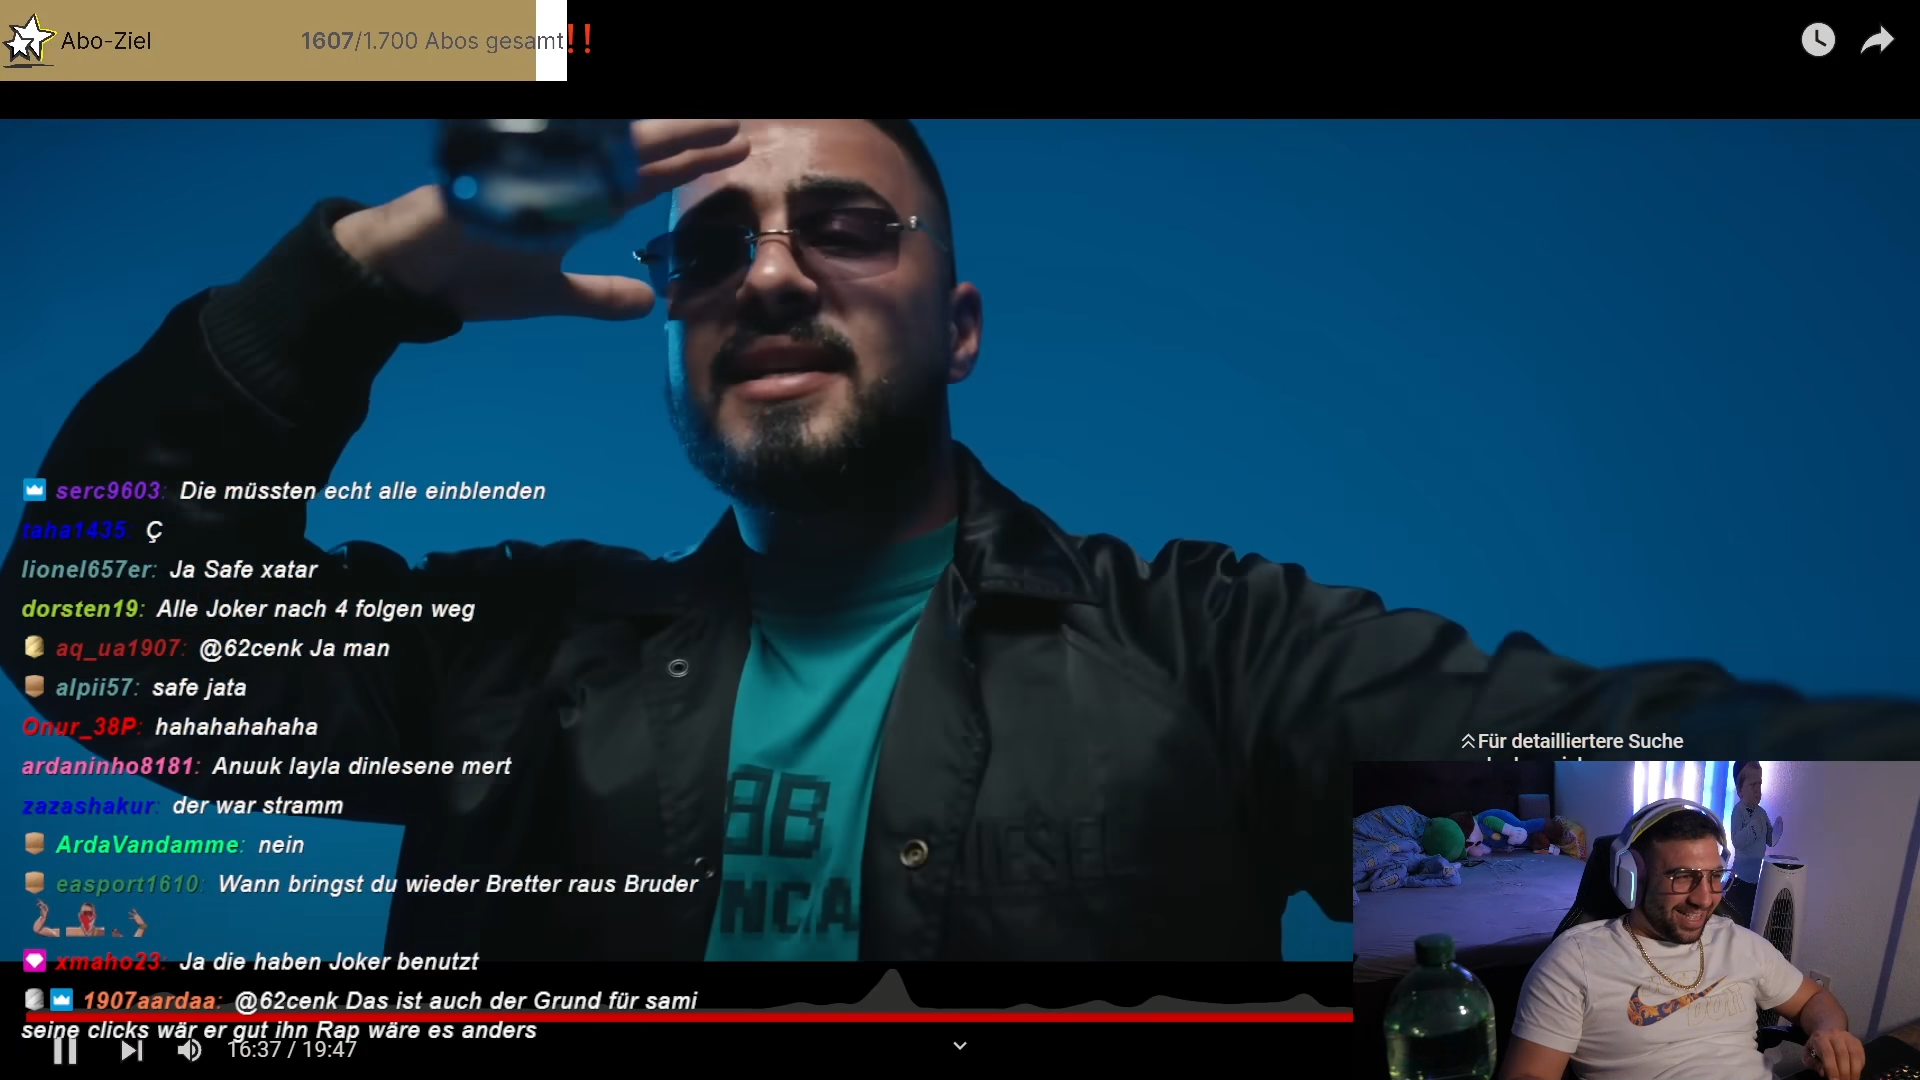 Abo-Ziel 1607/1.700 Abos gesamt‼
serc9603: Die müssten echt alle einblenden
taha1435: Ç
lionel657er: Ja Safe xatar
dorsten19: Alle Joker nach 4 folgen weg
aq_ua1907: @62cenk Ja man
alpii57: safe jata
Onur_38P: hahahahahaha
ardaninho8181: Anuuk layla dinlesene mert
zazashakur: der war stramm
ArdaVandamme: nein
easport1610: Wann bringst du wieder Bretter raus Bruder
xmaho23: Ja die haben Joker benutzt
1907aardaa: @62cenk Das ist auch der Grund für sami
seine clicks wär er gut ihn Rap wäre es anders
16:37 / 19:47
Für detailliertere Suche